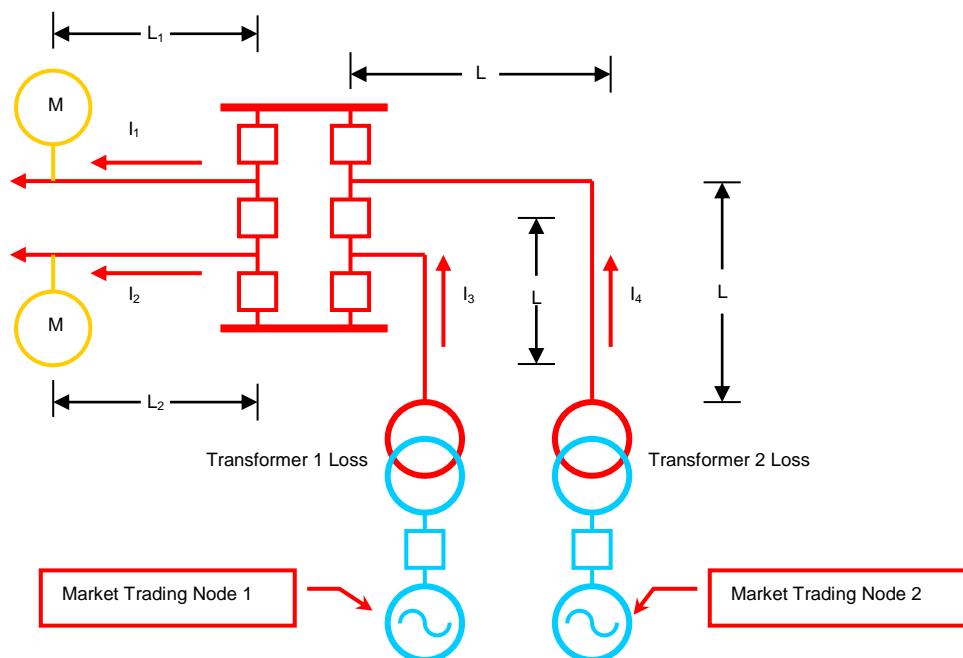 L₁
L
M
I₁
L
I₃
I₄
L
I₂
M
L₂
Transformer 1 Loss
Transformer 2 Loss
Market Trading Node 1
Market Trading Node 2